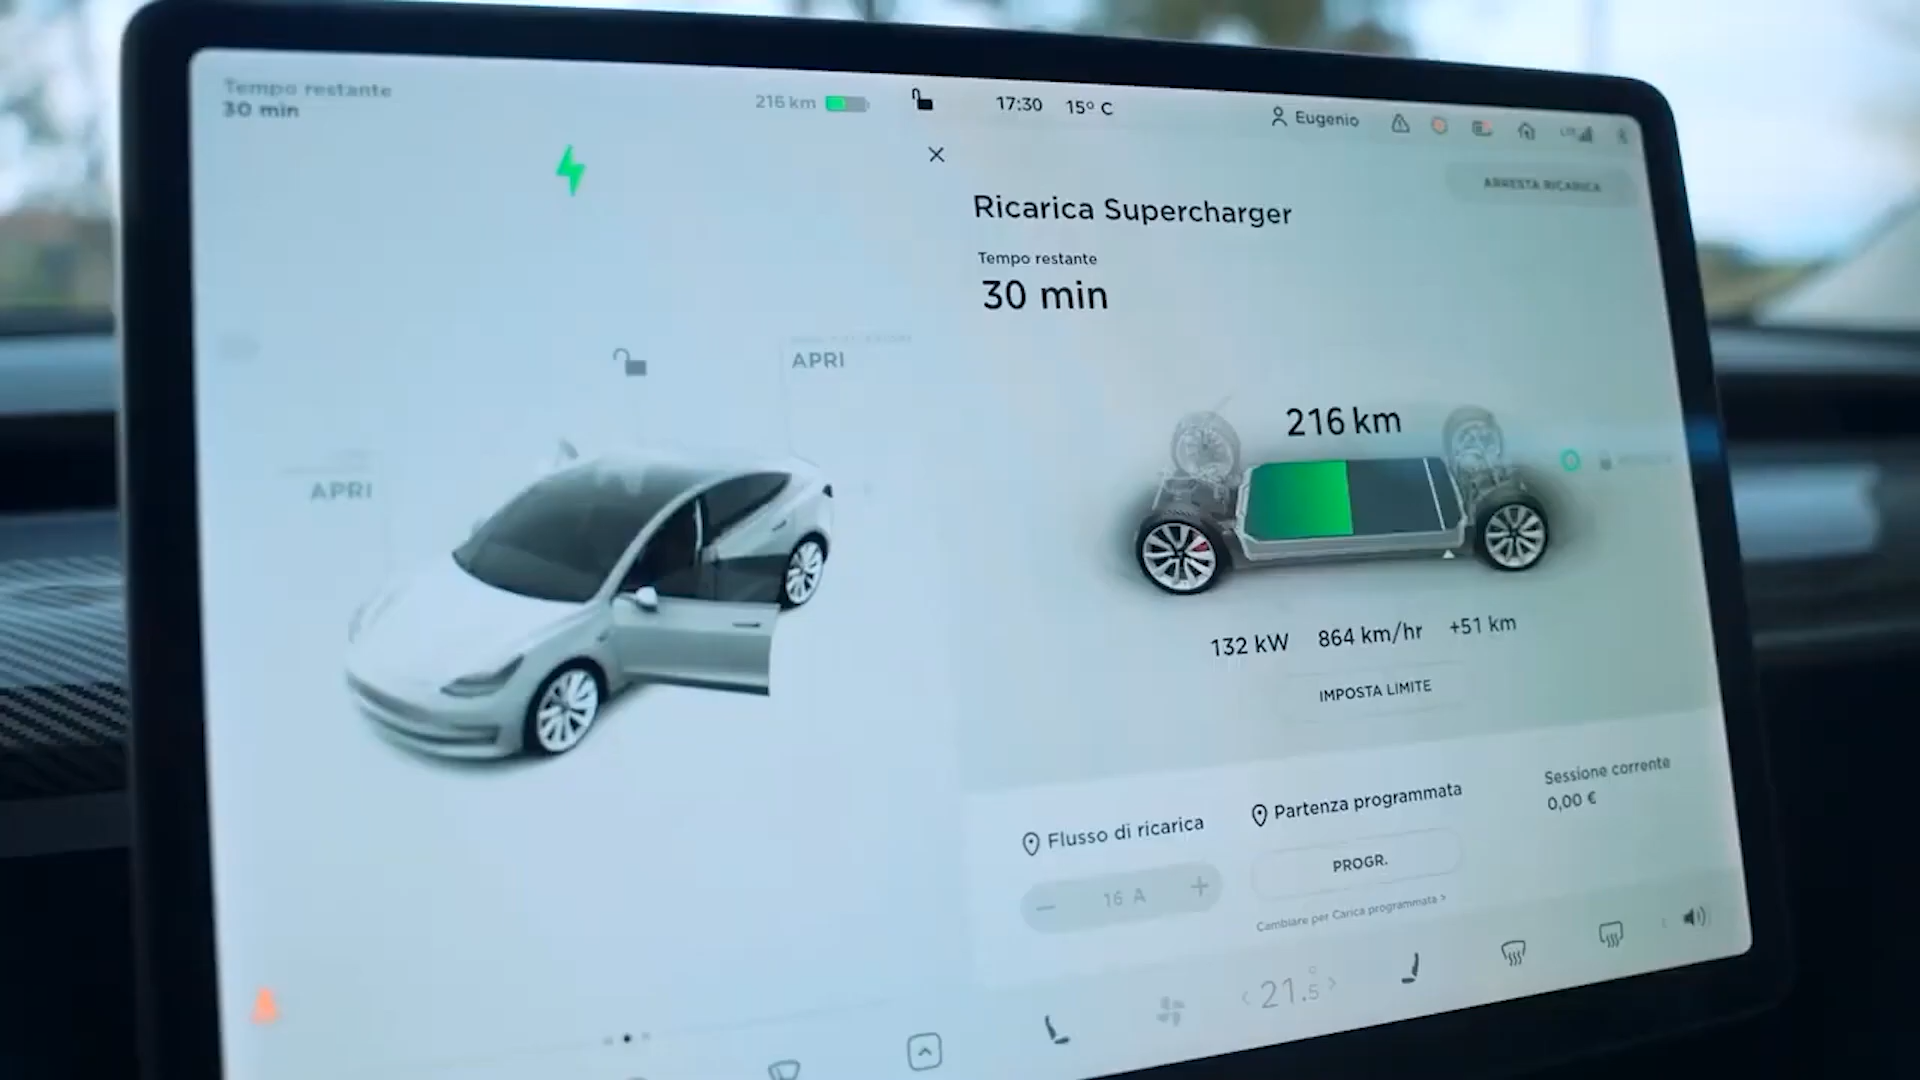 Tempo restante
30 min
216 km
17:30
15° C
Eugenio
LTE
ARRESTA RICARICA
Ricarica Supercharger
Tempo restante
30 min
APRI
APRI
216 km
132 kW
864 km/hr
+51 km
IMPOSTA LIMITE
Flusso di ricarica
16 A
Partenza programmata
PROGR.
Cambiare per Carica programmata >
Sessione corrente
0,00 €
21.5°